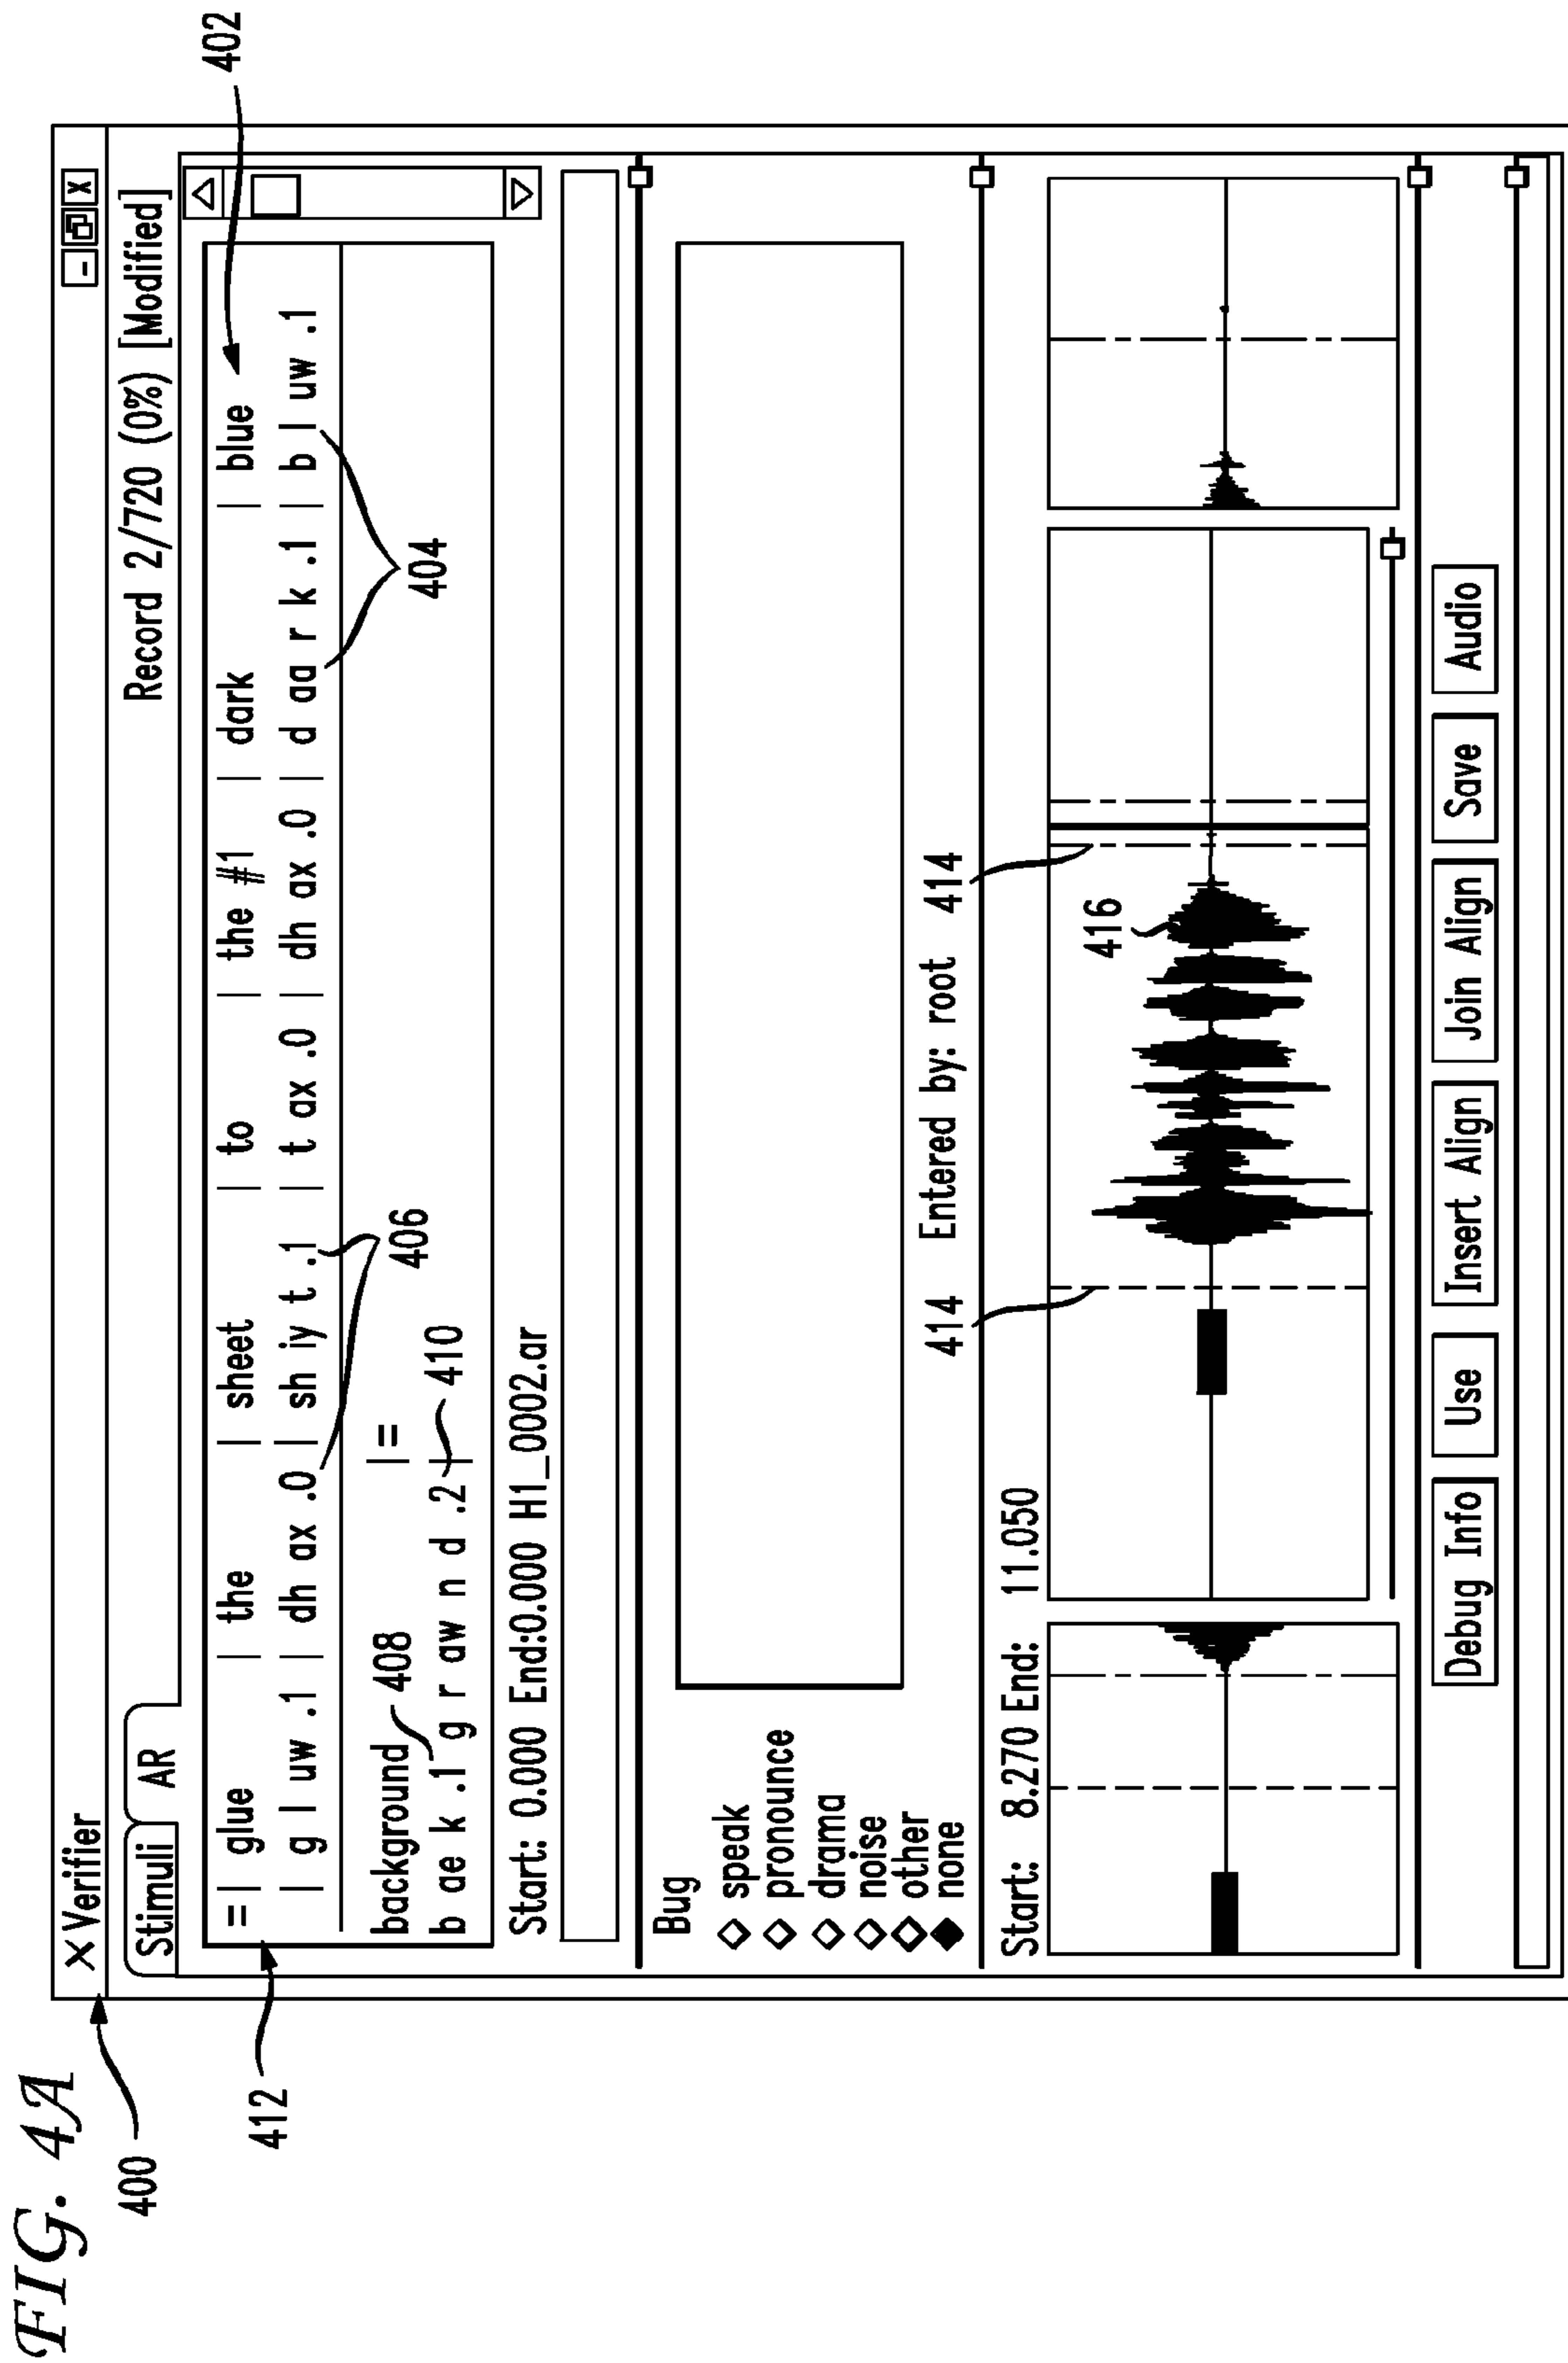 FIG. 4A
400
X Verifier - x
Stimuli AR Record 2/720 (0%) [Modified]
402
412
= | glue | the | sheet | to | the #1 | dark | blue
| g l uw .1 | dh ax .0 | sh iy t .1 | t ax .0 | dh ax .0 | d aa r k .1 | b l uw .1
406
404
background |=
408
b ae k .1 g r aw n d .2 |
410
Start: 0.000 End:0.000 H1_0002.ar
Bug
speak
pronounce
drama
noise
other
none
414 Entered by: root 414
Start: 8.270 End: 11.050
416
Debug Info Use Insert Align Join Align Save Audio